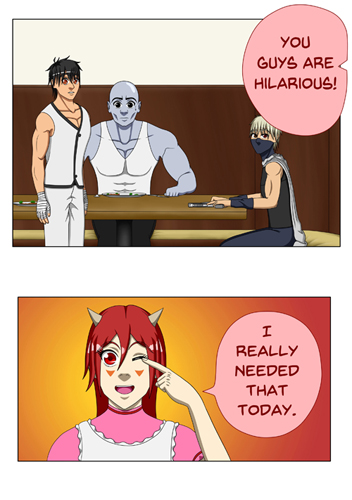 YOU
GUYS ARE
HILARIOUS!
I
REALLY
NEEDED
THAT
TODAY.